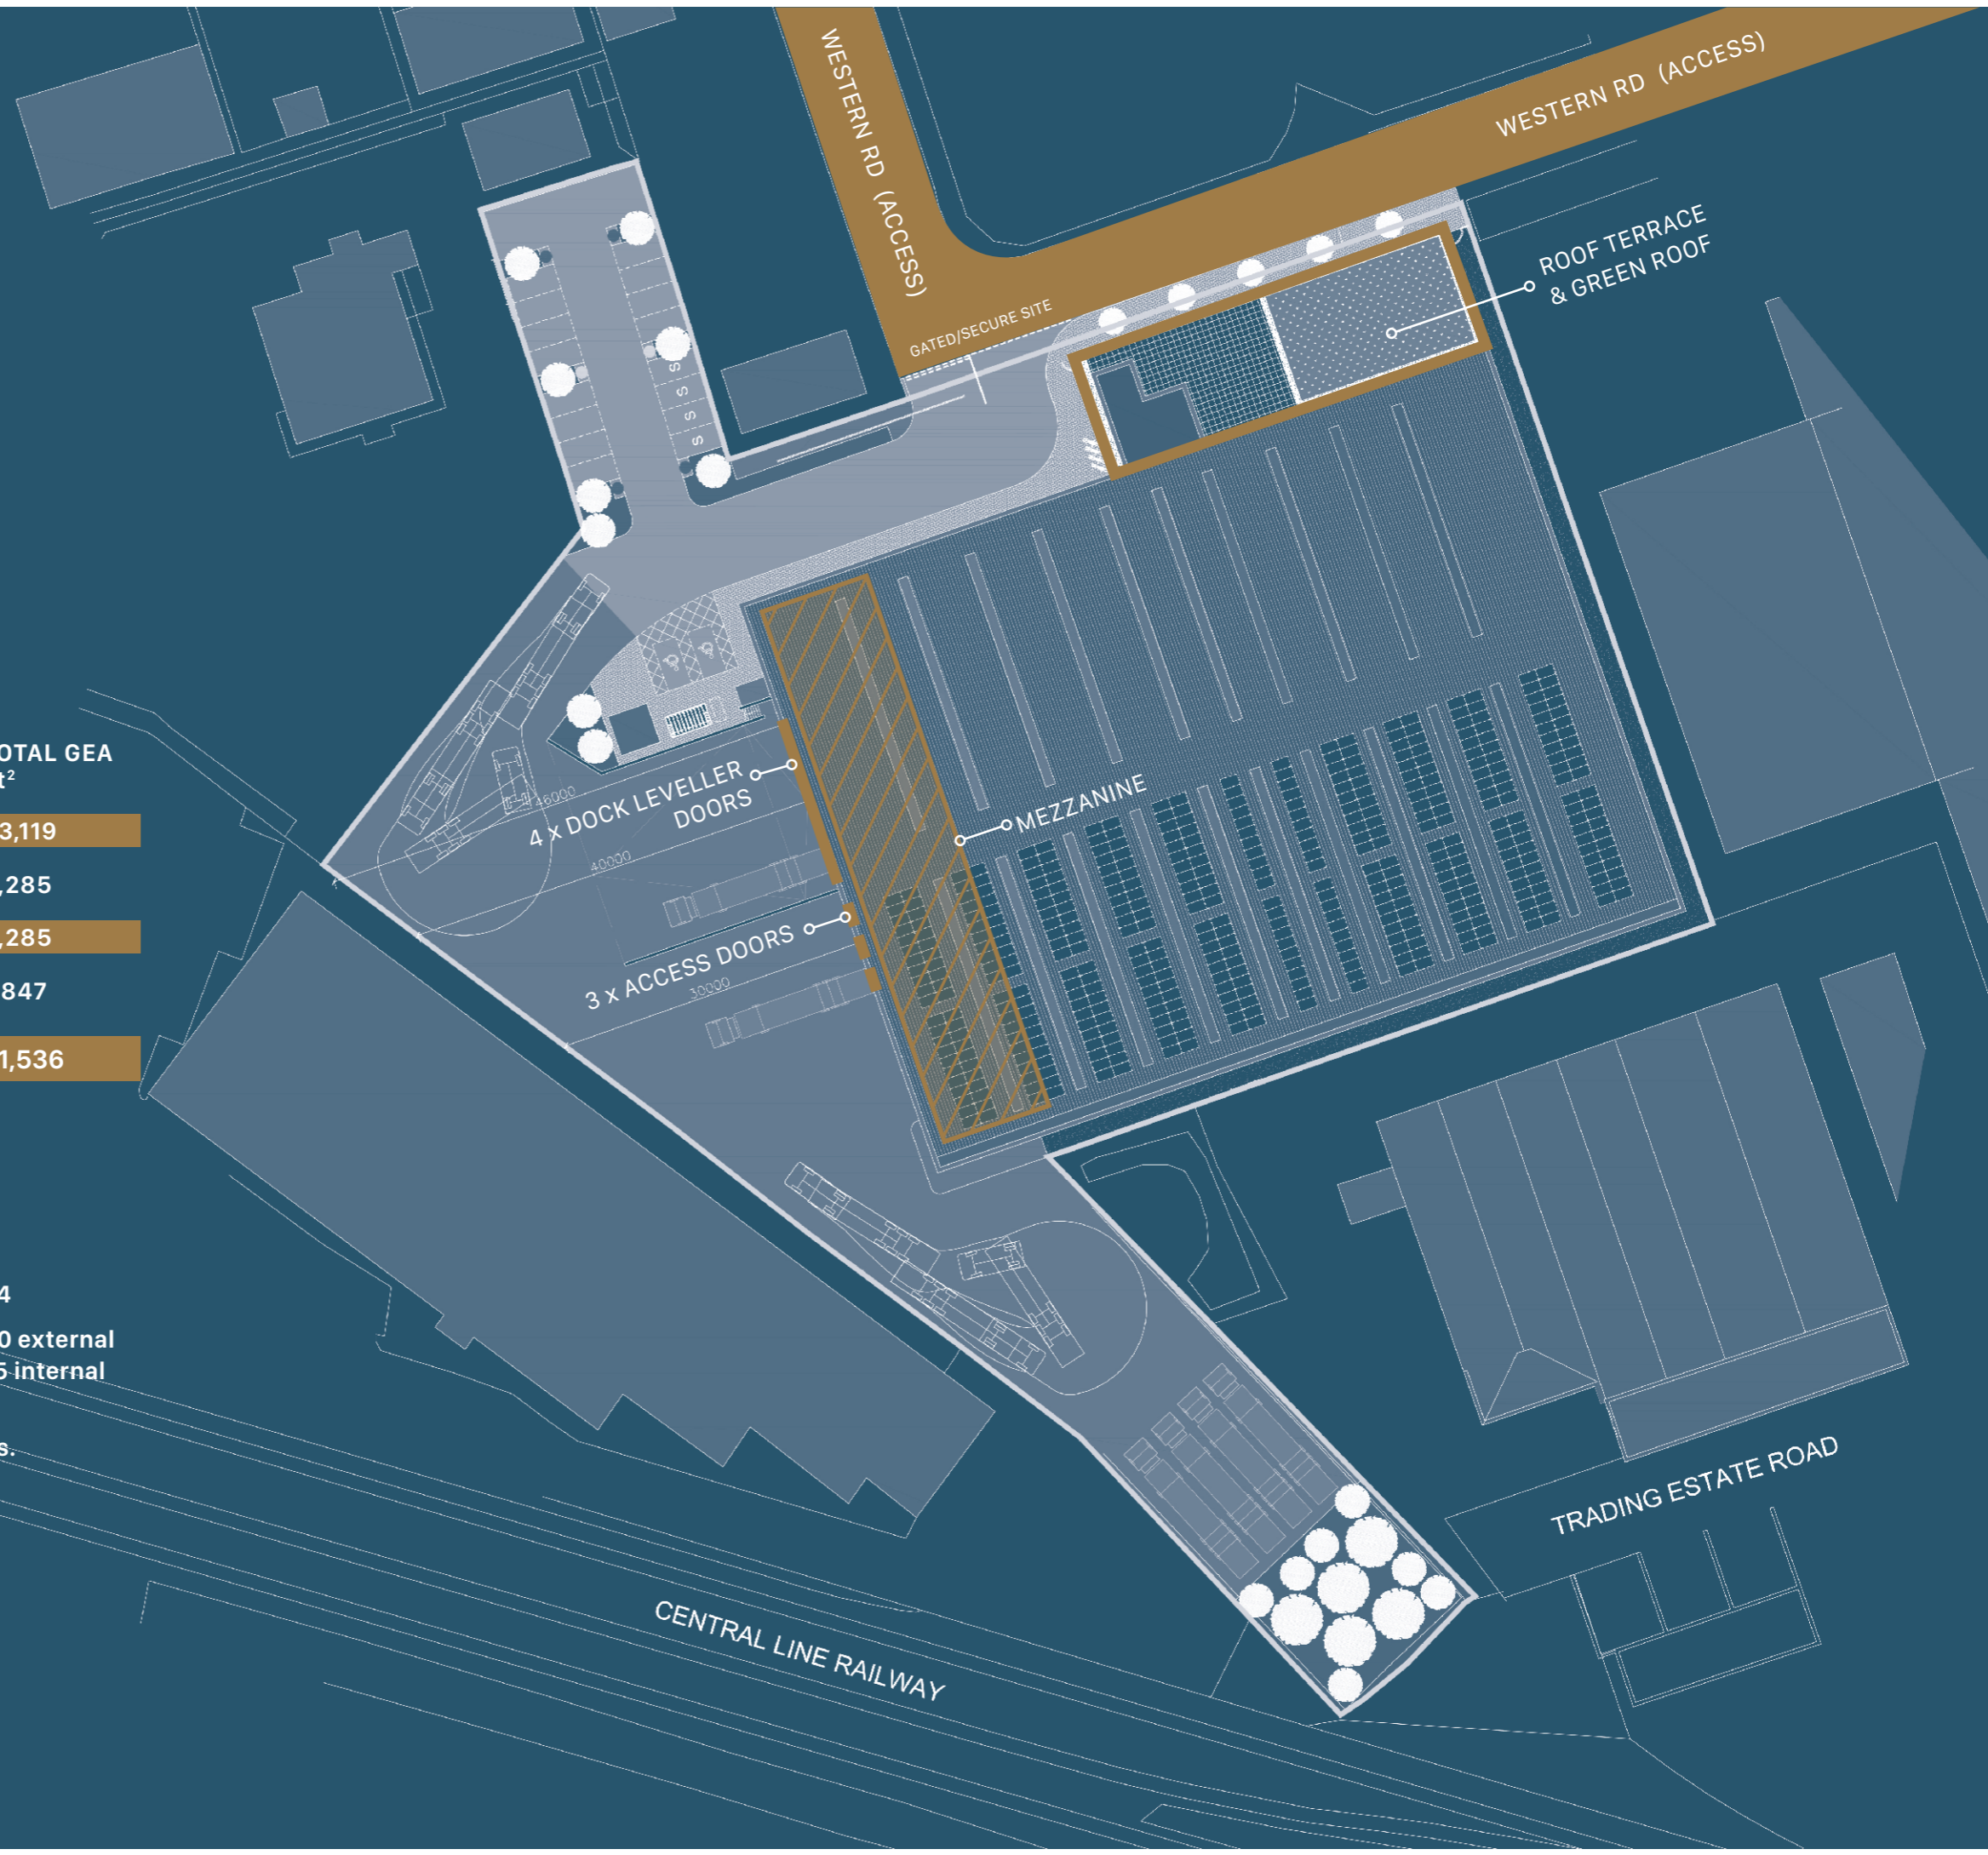 WESTERN RD (ACCESS)
WESTERN RD (ACCESS)
ROOF TERRACE
& GREEN ROOF
GATED/SECURE SITE
S
S
S
S
4 x DOCK LEVELLER
DOORS
46000
40000
MEZZANINE
3 x ACCESS DOORS
30000
TRADING ESTATE ROAD
CENTRAL LINE RAILWAY
OTAL GEA
t²
3,119
,285
,285
847
1,536
4
0 external
5 internal
s.